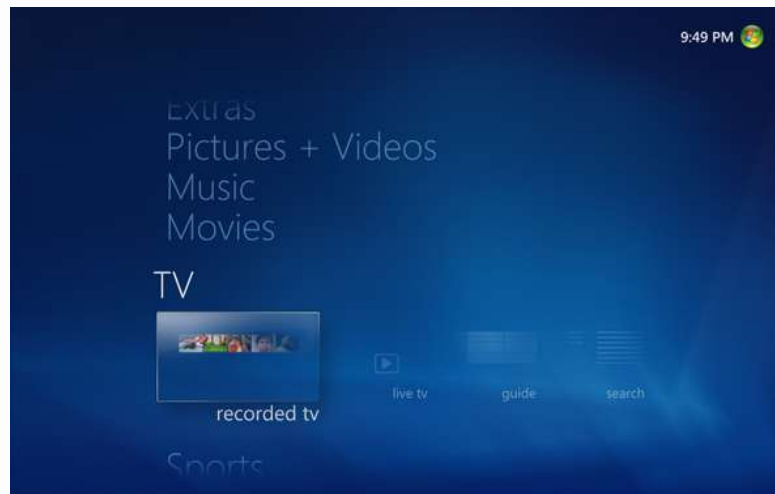 9:49 PM
Extras
Pictures + Videos
Music
Movies
TV
recorded tv
live tv
guide
search
Sports